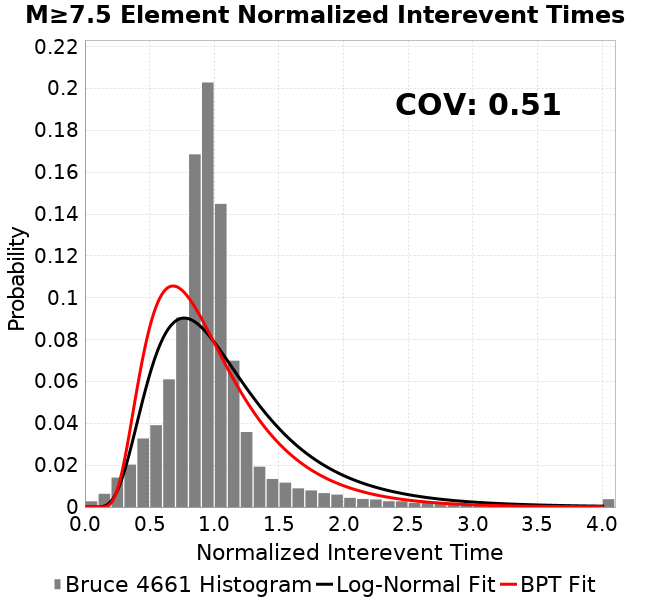 M≥7.5 Element Normalized Interevent Times
COV: 0.51
Probability
0.22
0.2
0.18
0.16
0.14
0.12
0.1
0.08
0.06
0.04
0.02
0
0.0 0.5 1.0 1.5 2.0 2.5 3.0 3.5 4.0
Normalized Interevent Time
Bruce 4661 Histogram Log-Normal Fit BPT Fit